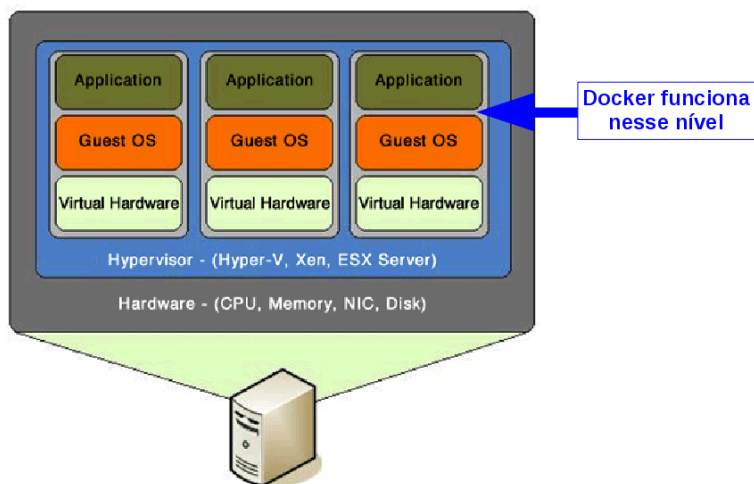 Application Application Application
Docker funciona
nesse nível
Guest OS Guest OS Guest OS
Virtual Hardware Virtual Hardware Virtual Hardware
Hypervisor - (Hyper-V, Xen, ESX Server)
Hardware - (CPU, Memory, NIC, Disk)